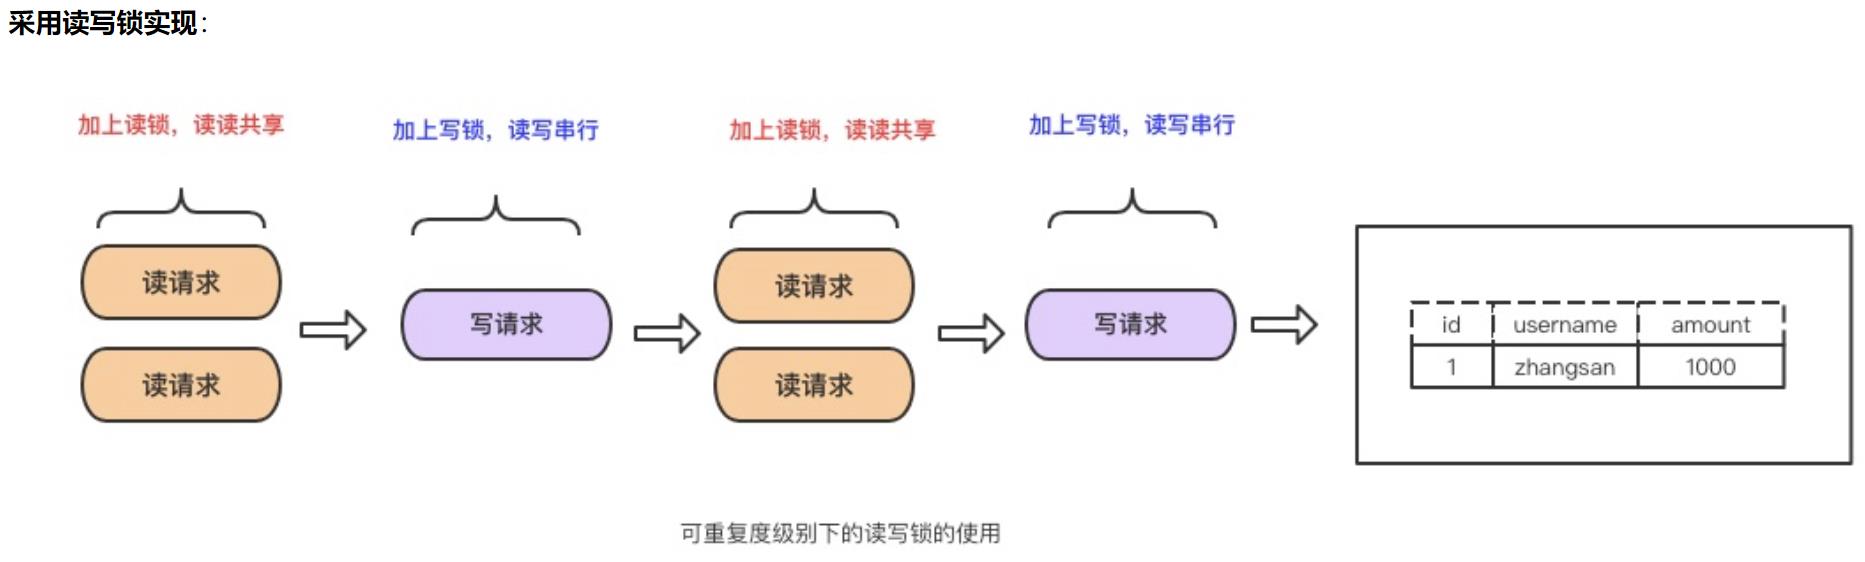 采用读写锁实现：
加上读锁，读读共享
加上写锁，读写串行
加上读锁，读读共享
加上写锁，读写串行
读请求
读请求
写请求
读请求
读请求
写请求
id username amount
1 zhangsan 1000
可重复度级别下的读写锁的使用